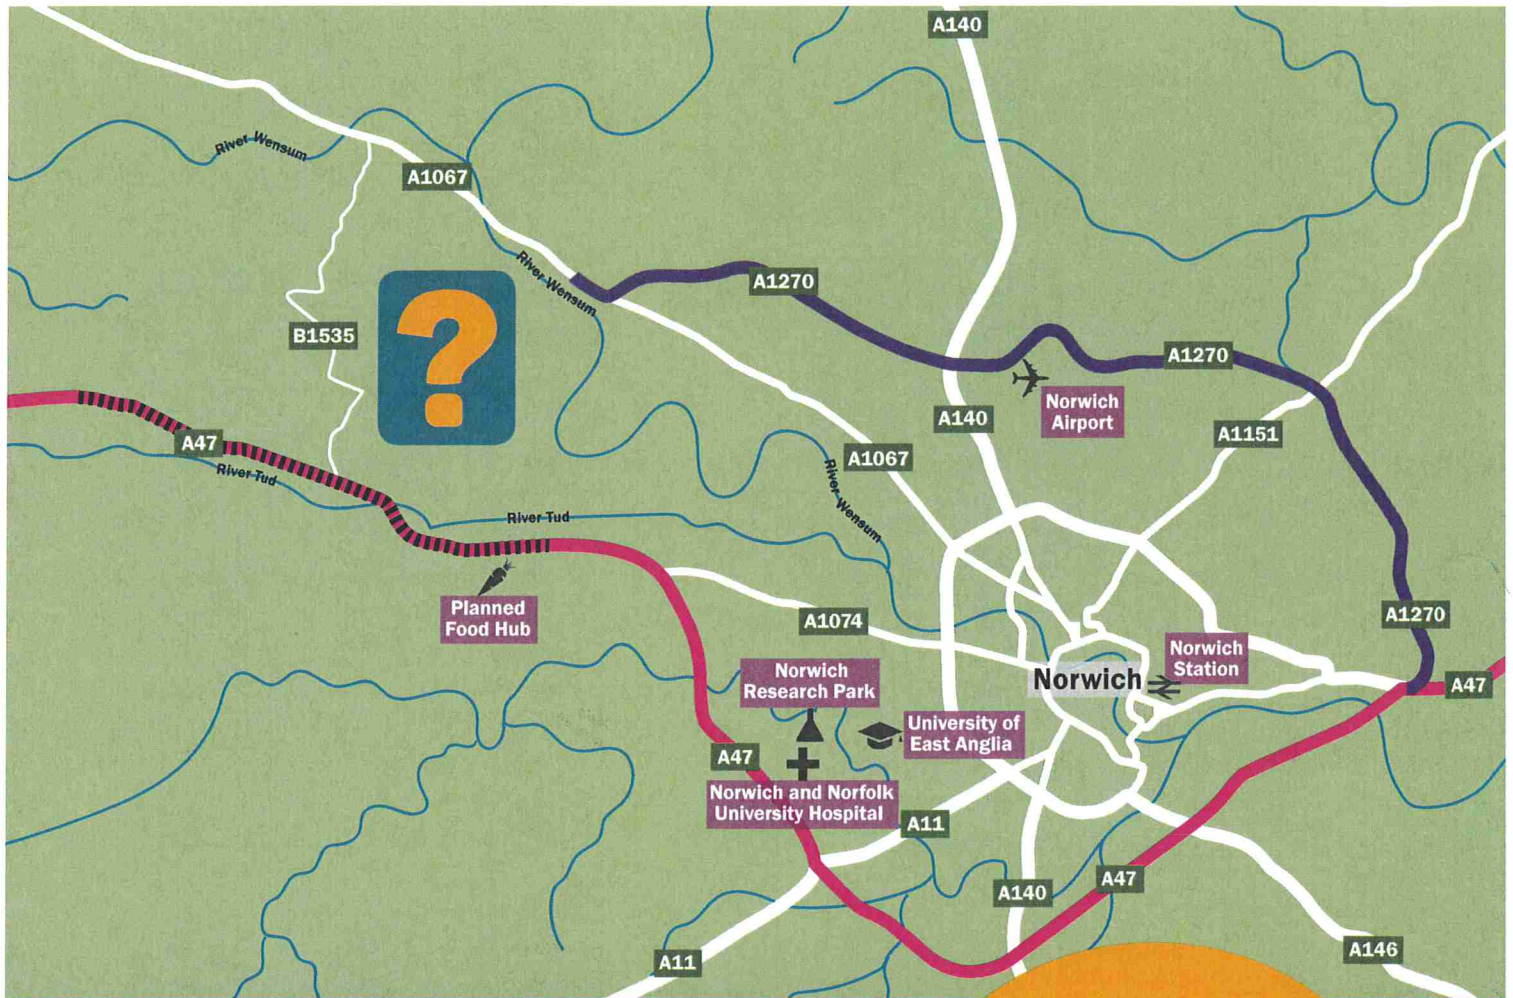 A140
River Wensum
A1067
River Wensum
A1270
B1535
?
A1270
Norwich
Airport
A140
A1151
A47
A1067
River Tud
River Wensum
River Tud
Planned
Food Hub
A1074
A1270
Norwich
Station
Norwich
A47
Norwich
Research Park
University of
East Anglia
A47
Norwich and Norfolk
University Hospital
A11
A140
A47
A11
A146